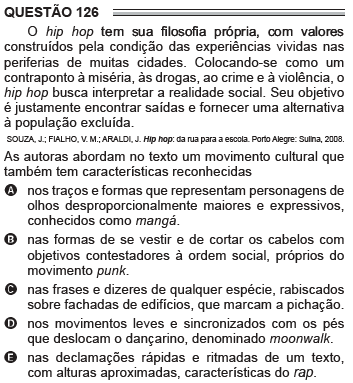 QUESTÃO 126
O hip hop tem sua filosofia própria, com valores
construídos pela condição das experiências vividas nas
periferias de muitas cidades. Colocando-se como um
contraponto à miséria, às drogas, ao crime e à violência, o
hip hop busca interpretar a realidade social. Seu objetivo
é justamente encontrar saídas e fornecer uma alternativa
à população excluída.
SOUZA, J.; FIALHO, V. M.; ARALDI, J. Hip hop: da rua para a escola. Porto Alegre: Sulina, 2008.
As autoras abordam no texto um movimento cultural que
também tem características reconhecidas
A nos traços e formas que representam personagens de
olhos desproporcionalmente maiores e expressivos,
conhecidos como mangá.
B nas formas de se vestir e de cortar os cabelos com
objetivos contestadores à ordem social, próprios do
movimento punk.
C nas frases e dizeres de qualquer espécie, rabiscados
sobre fachadas de edifícios, que marcam a pichação.
D nos movimentos leves e sincronizados com os pés
que deslocam o dançarino, denominado moonwalk.
E nas declamações rápidas e ritmadas de um texto,
com alturas aproximadas, características do rap.